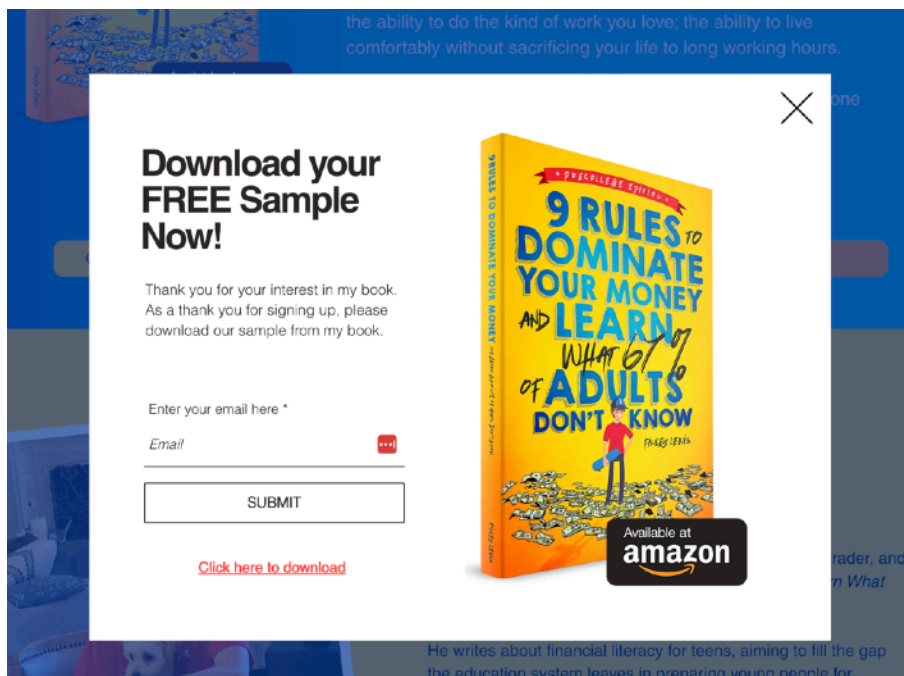 the ability to do the kind of work you love; the ability to live
comfortably without sacrificing your life to long working hours.
one
Download your
FREE Sample
Now!
Thank you for your interest in my book.
As a thank you for signing up, please
download our sample from my book.
Enter your email here *
Email
SUBMIT
Click here to download
9 RULES TO DOMINATE YOUR MONEY
• PRECOLLEGE EDITION •
9 RULES TO
DOMINATE
YOUR MONEY
AND LEARN
WHAT 67%
OF ADULTS
DON'T KNOW
Available at
amazon
rader, and
rn What
He writes about financial literacy for teens, aiming to fill the gap
the education system leaves in preparing young people for